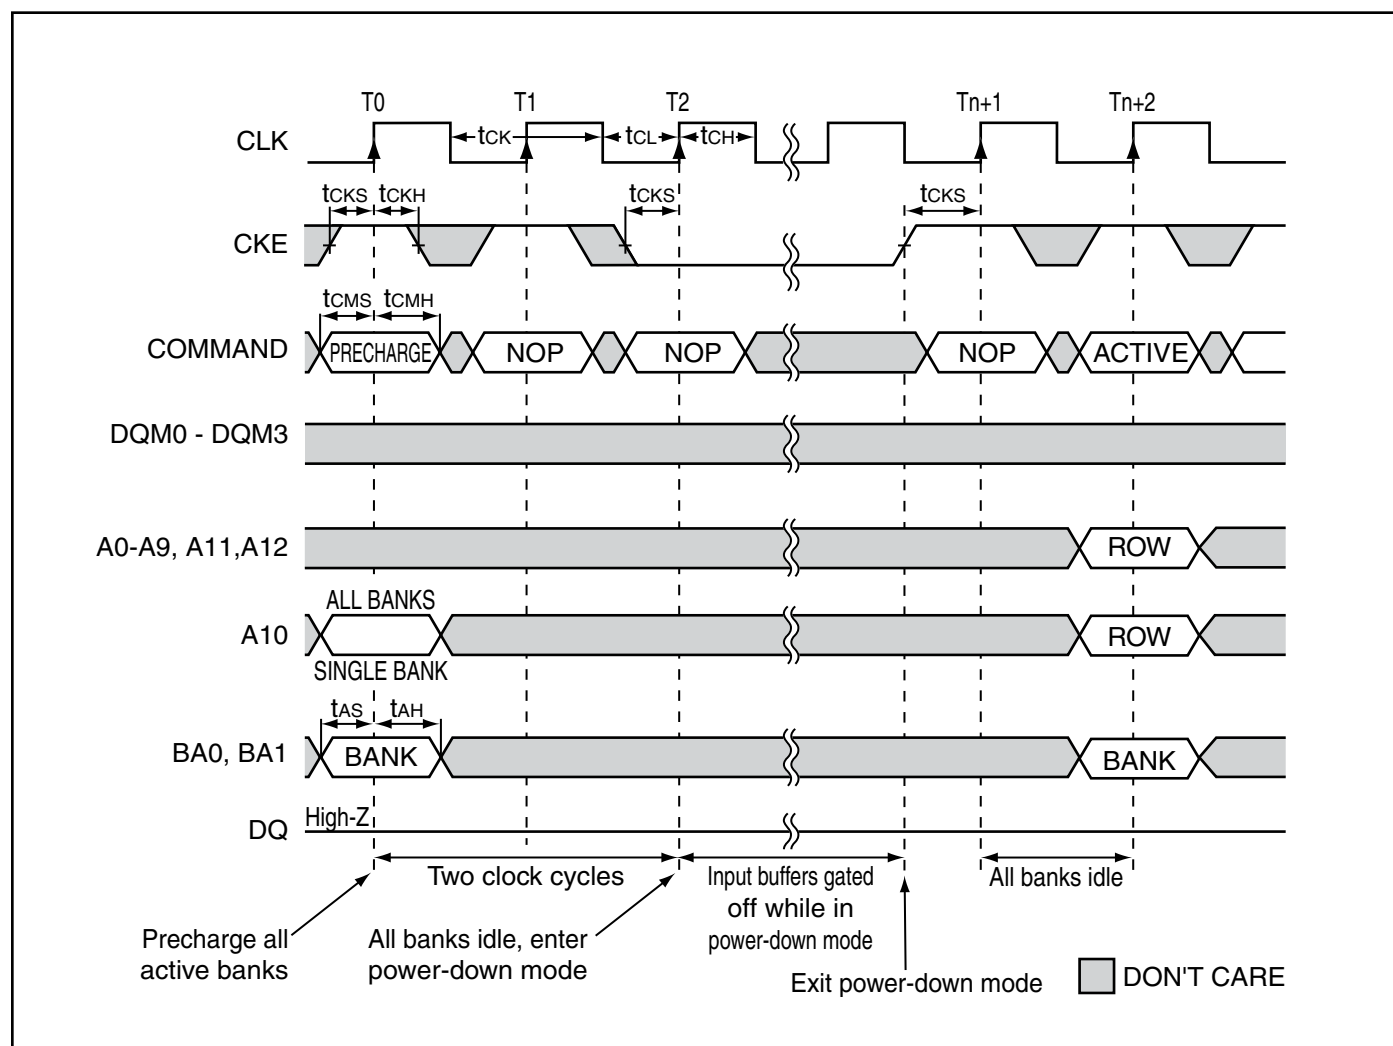 T0 T1 T2 Tn+1 Tn+2
CLK tCK tCL tCH
tCKS tCKH tCKS tCKS
CKE
tCMS tCMH
COMMAND PRECHARGE NOP NOP NOP ACTIVE
DQM0 - DQM3
A0-A9, A11,A12 ROW
ALL BANKS
A10 ROW
SINGLE BANK
tAS tAH
BA0, BA1 BANK BANK
High-Z
DQ
Two clock cycles
Input buffers gated
off while in
power-down mode
All banks idle
Precharge all
active banks
All banks idle, enter
power-down mode
Exit power-down mode
DON'T CARE